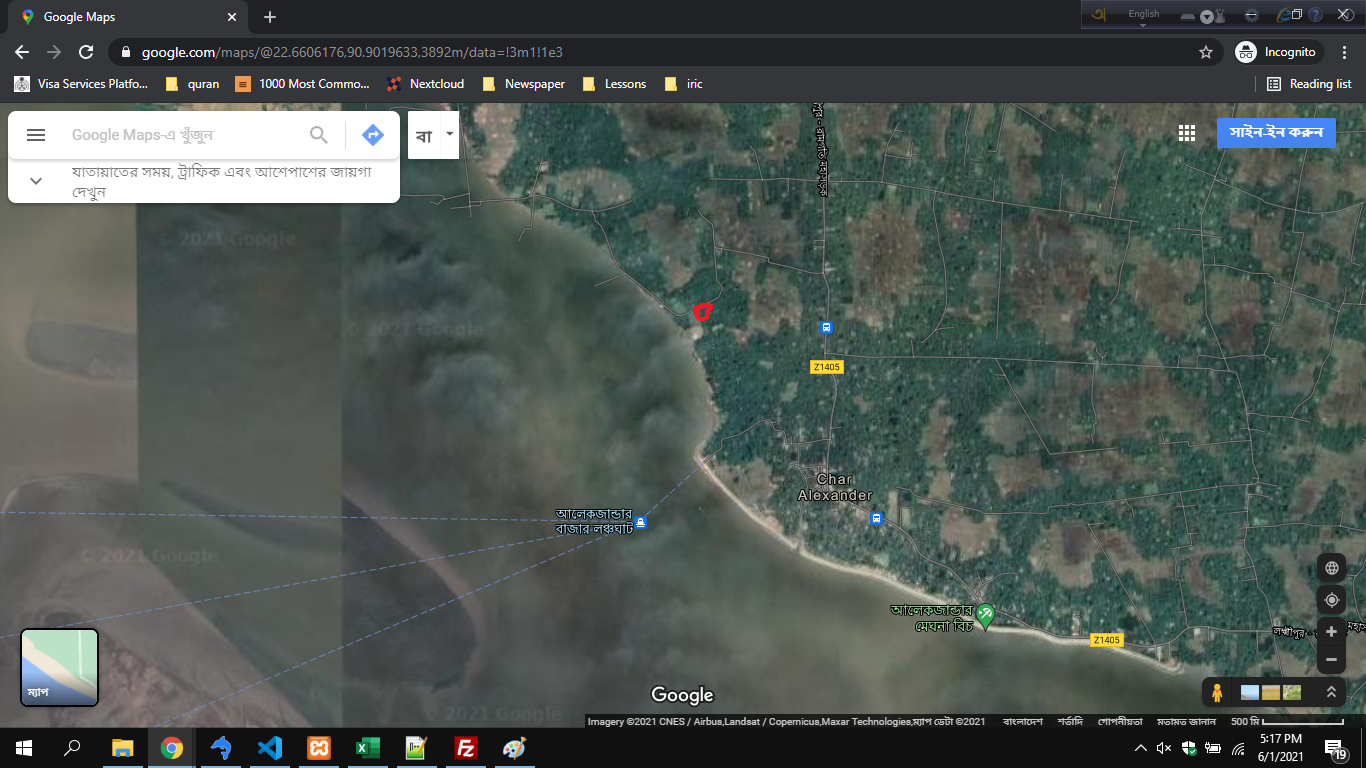 Google Maps
English
google.com/maps/@22.6606176,90.9019633,3892m/data=!3m1!1e3
Incognito
Visa Services Platfo...
quran
1000 Most Commo...
Nextcloud
Newspaper
Lessons
iric
Reading list
Google Maps-এ খুঁজুন
বা
সাইন-ইন করুন
যাতায়াতের সময়, ট্রাফিক এবং আশেপাশের জায়গা
দেখুন
© 2021 Google
© 2021 Google
Z1405
Char
Alexander
আলেকজান্ডার
বাজার লঞ্চঘাট
© 2021 Google
আলেকজান্ডার
মেঘনা বিচ
Z1405
লক্ষ্মীপুর -
ম্যাপ
Google
© 2021 Google
Imagery ©2021 CNES / Airbus,Landsat / Copernicus,Maxar Technologies,ম্যাপ ডেটা ©2021
বাংলাদেশ
শর্তাদি
গোপনীয়তা
মতামত জানান
500 মি
5:17 PM
6/1/2021
19